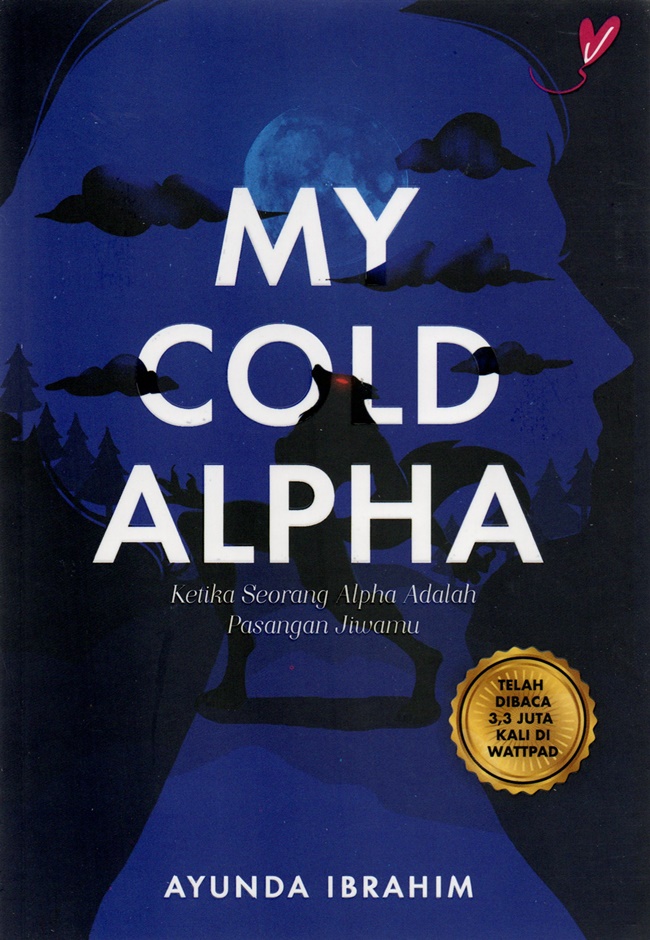 MY
COLD
ALPHA
Ketika Seorang Alpha Adalah
Pasangan Jiwamu
TELAH
DIBACA
3,3 JUTA
KALI DI
WATTPAD
AYUNDA IBRAHIM